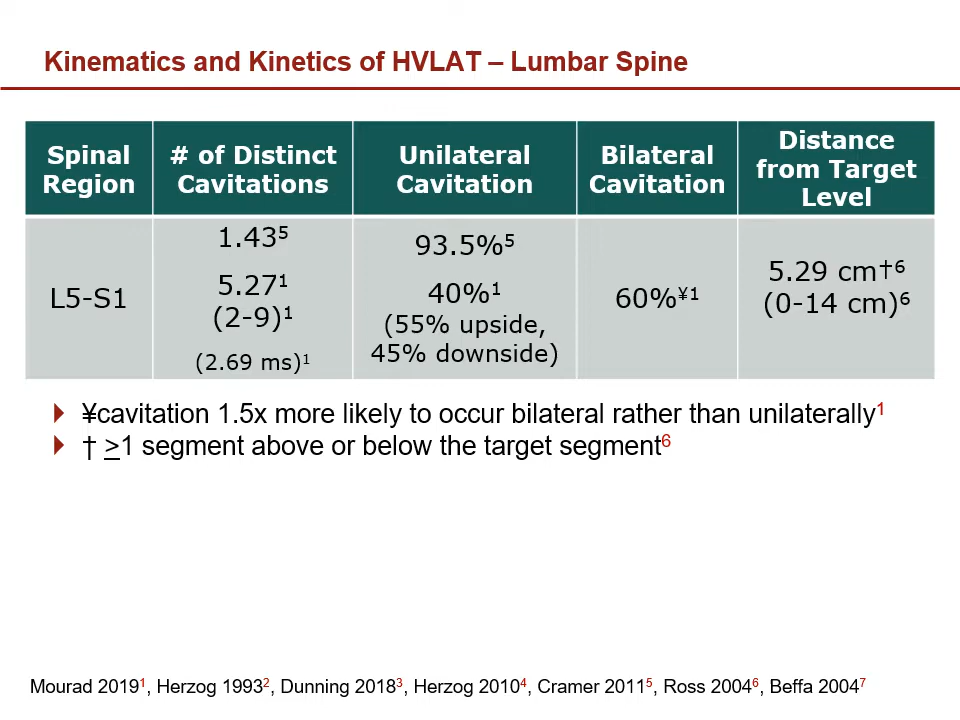 Kinematics and Kinetics of HVLAT – Lumbar Spine
Spinal Region
# of Distinct Cavitations
Unilateral Cavitation
Bilateral Cavitation
Distance from Target Level
L5-S1
1.43⁵
5.27¹
(2-9)¹
(2.69 ms)¹
93.5%⁵
40%¹
(55% upside,
45% downside)
60%^¥1
5.29 cm†⁶
(0-14 cm)⁶
¥cavitation 1.5x more likely to occur bilateral rather than unilaterally¹
† >1 segment above or below the target segment⁶
Mourad 2019¹, Herzog 1993², Dunning 2018³, Herzog 2010⁴, Cramer 2011⁵, Ross 2004⁶, Beffa 2004⁷